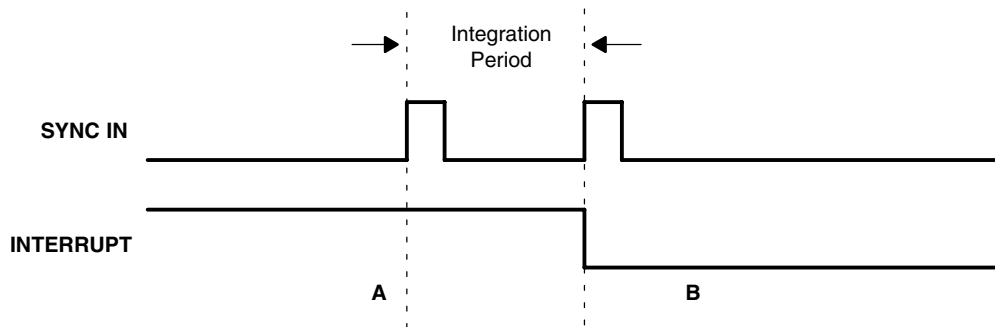 Integration
Period
SYNC IN
INTERRUPT
A
B